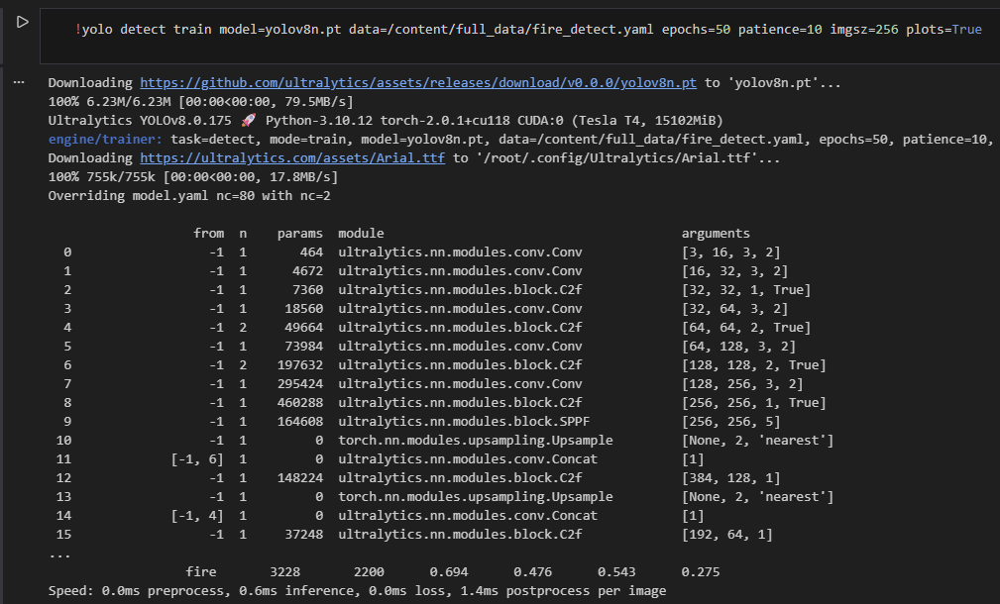 !yolo detect train model=yolov8n.pt data=/content/full_data/fire_detect.yaml epochs=50 patience=10 imgsz=256 plots=True
Downloading https://github.com/ultralytics/assets/releases/download/v0.0.0/yolov8n.pt to 'yolov8n.pt'...
100% 6.23M/6.23M [00:00<00:00, 79.5MB/s]
Ultralytics YOLOv8.0.175 🚀 Python-3.10.12 torch-2.0.1+cu118 CUDA:0 (Tesla T4, 15102MiB)
engine/trainer: task=detect, mode=train, model=yolov8n.pt, data=/content/full_data/fire_detect.yaml, epochs=50, patience=10,
Downloading https://ultralytics.com/assets/Arial.ttf to '/root/.config/Ultralytics/Arial.ttf'...
100% 755k/755k [00:00<00:00, 17.8MB/s]
Overriding model.yaml nc=80 with nc=2
from n params module arguments
0 -1 1 464 ultralytics.nn.modules.conv.Conv [3, 16, 3, 2]
1 -1 1 4672 ultralytics.nn.modules.conv.Conv [16, 32, 3, 2]
2 -1 1 7360 ultralytics.nn.modules.block.C2f [32, 32, 1, True]
3 -1 1 18560 ultralytics.nn.modules.conv.Conv [32, 64, 3, 2]
4 -1 2 49664 ultralytics.nn.modules.block.C2f [64, 64, 2, True]
5 -1 1 73984 ultralytics.nn.modules.conv.Conv [64, 128, 3, 2]
6 -1 2 197632 ultralytics.nn.modules.block.C2f [128, 128, 2, True]
7 -1 1 295424 ultralytics.nn.modules.conv.Conv [128, 256, 3, 2]
8 -1 1 460288 ultralytics.nn.modules.block.C2f [256, 256, 1, True]
9 -1 1 164608 ultralytics.nn.modules.block.SPPF [256, 256, 5]
10 -1 1 0 torch.nn.modules.upsampling.Upsample [None, 2, 'nearest']
11 [-1, 6] 1 0 ultralytics.nn.modules.conv.Concat [1]
12 -1 1 148224 ultralytics.nn.modules.block.C2f [384, 128, 1]
13 -1 1 0 torch.nn.modules.upsampling.Upsample [None, 2, 'nearest']
14 [-1, 4] 1 0 ultralytics.nn.modules.conv.Concat [1]
15 -1 1 37248 ultralytics.nn.modules.block.C2f [192, 64, 1]
...
fire 3228 2200 0.694 0.476 0.543 0.275
Speed: 0.0ms preprocess, 0.6ms inference, 0.0ms loss, 1.4ms postprocess per image